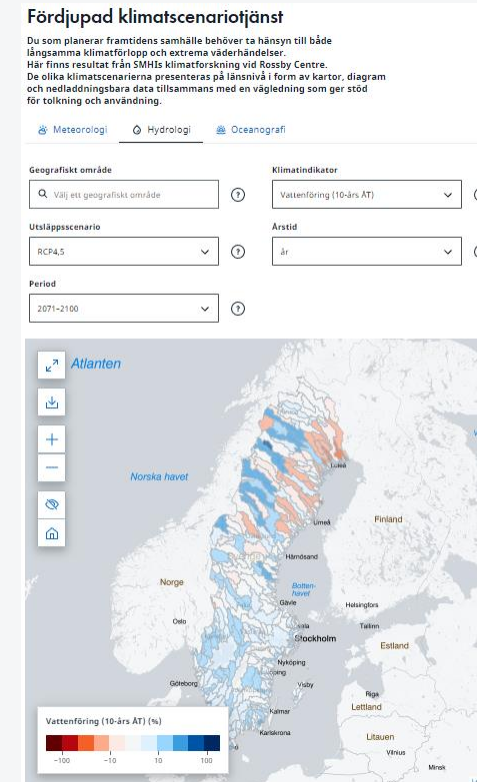 Fördjupad klimatscenariotjänst
Du som planerar framtidens samhälle behöver ta hänsyn till både
långsamma klimatförlopp och extrema väderhändelser.
Här finns resultat från SMHIs klimatforskning vid Rossby Centre.
De olika klimatscenarierna presenteras på länsnivå i form av kartor, diagram
och nedladdningsbara data tillsammans med en vägledning som ger stöd
för tolkning och användning.
Meteorologi Hydrologi Oceanografi
Geografiskt område Klimatindikator
Välj ett geografiskt område ? Vattenföring (10-års ÅT)
Utsläppsscenario Årstid
RCP4,5 ? år
Period
2071–2100 ?
Atlanten
Norska havet
Luleå
Umeå
Finland
Härnösand
Norge
Botten-
havet
Gävle
Helsingfors
Oslo
Tallinn
Stockholm
Estland
Nyköping
Göteborg
Visby
Riga
Lettland
Kalmar
Karlskrona
Litauen
Vilnius
Minsk
Vattenföring (10-års ÅT) (%)
−100 −10 10 100